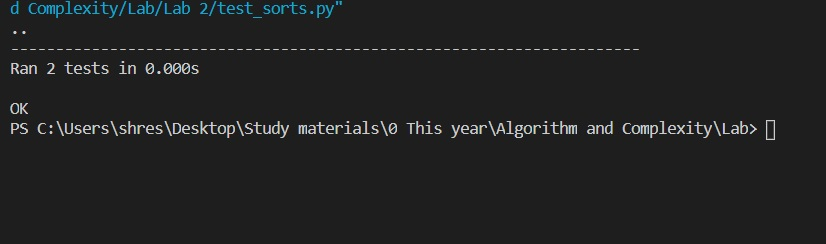 d Complexity/Lab/Lab 2/test_sorts.py"
..
----------------------------------------------------------------------
Ran 2 tests in 0.000s
OK
PS C:\Users\shres\Desktop\Study materials\0 This year\Algorithm and Complexity\Lab>